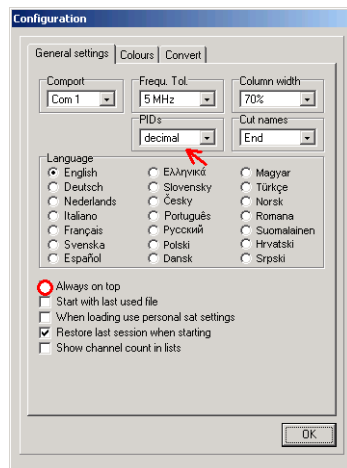 Configuration
General settings Colours Convert
Comport Frequ. Tol. Column width
Com 1 5 MHz 70%
PIDs Cut names
decimal End
Language
English Ελληνικά Magyar
Deutsch Slovensky Türkçe
Nederlands Česky Norsk
Italiano Português Romana
Français Русский Suomalainen
Svenska Polski Hrvatski
Español Dansk Srpski
Always on top
Start with last used file
When loading use personal sat settings
Restore last session when starting
Show channel count in lists
OK